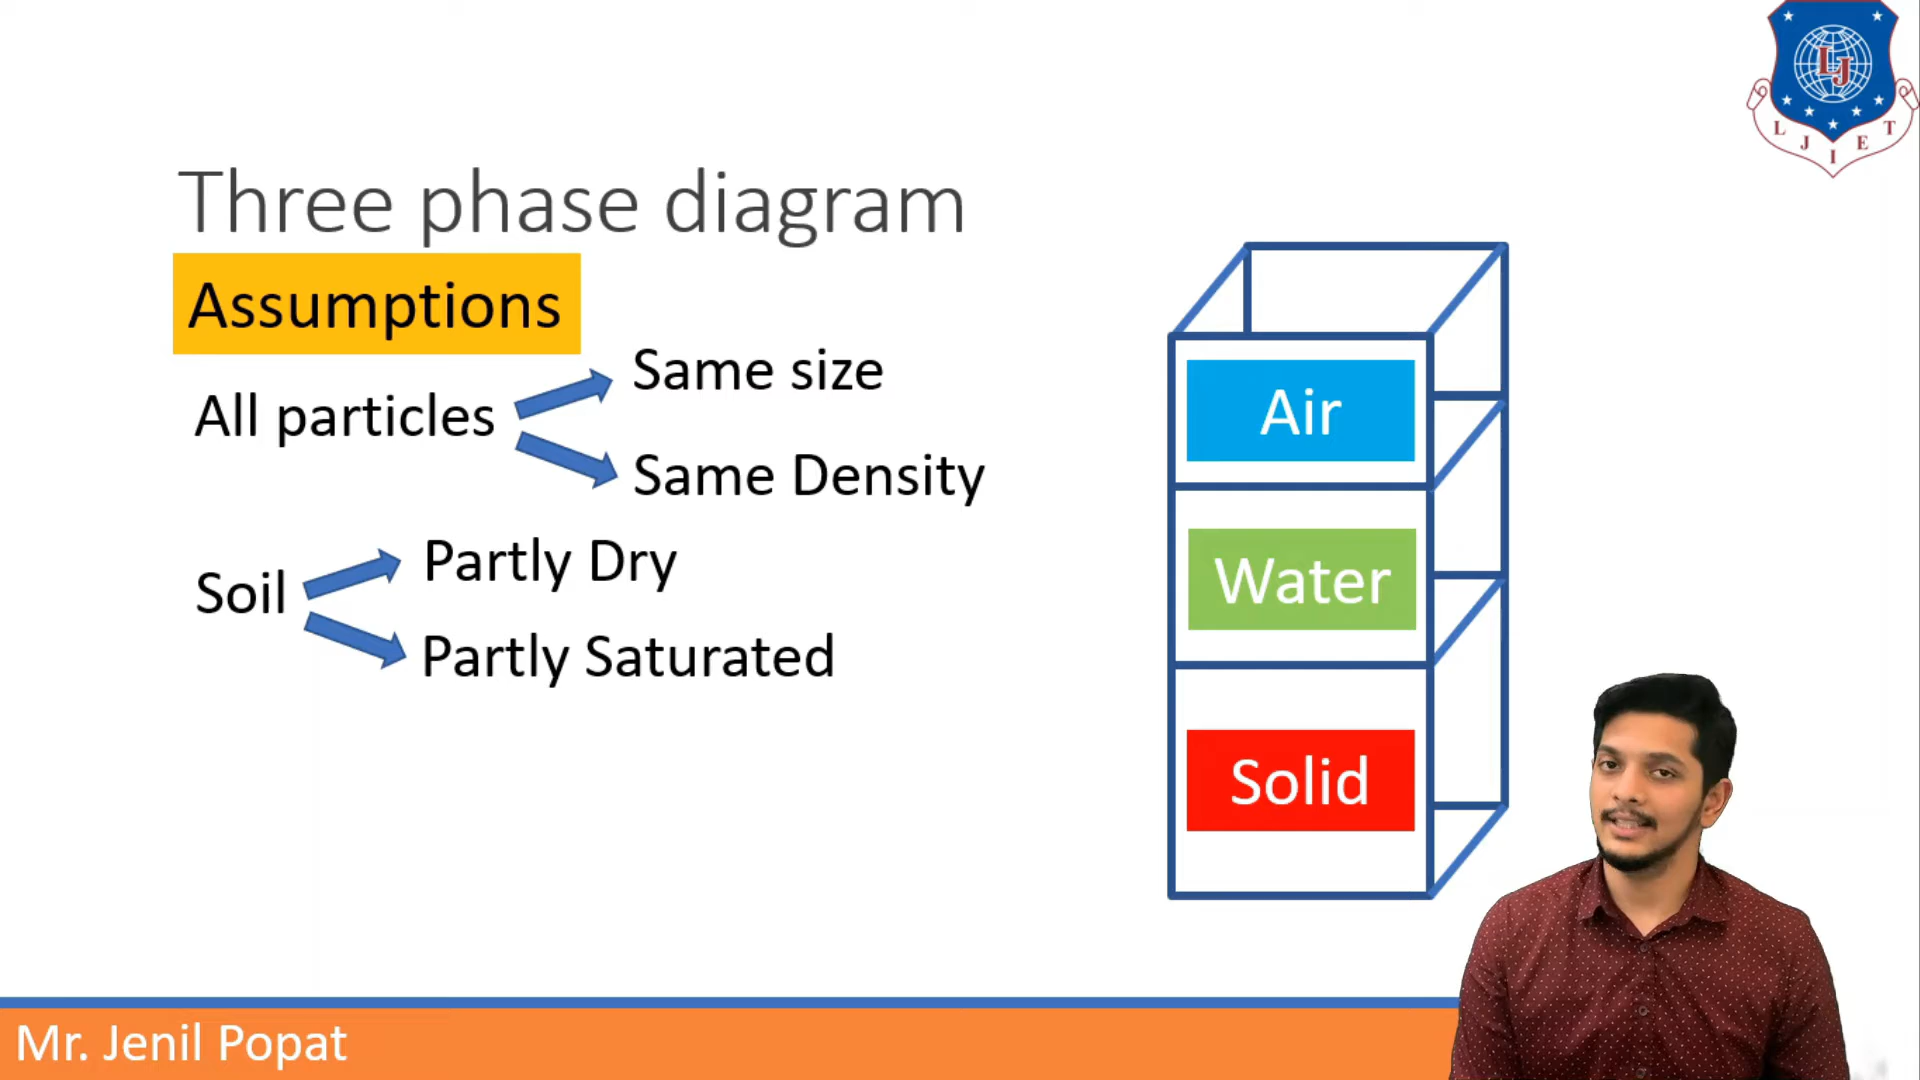 Three phase diagram
Assumptions
All particles
Same size
Same Density
Soil
Partly Dry
Partly Saturated
Air
Water
Solid
LJ
L J I E T
Mr. Jenil Popat